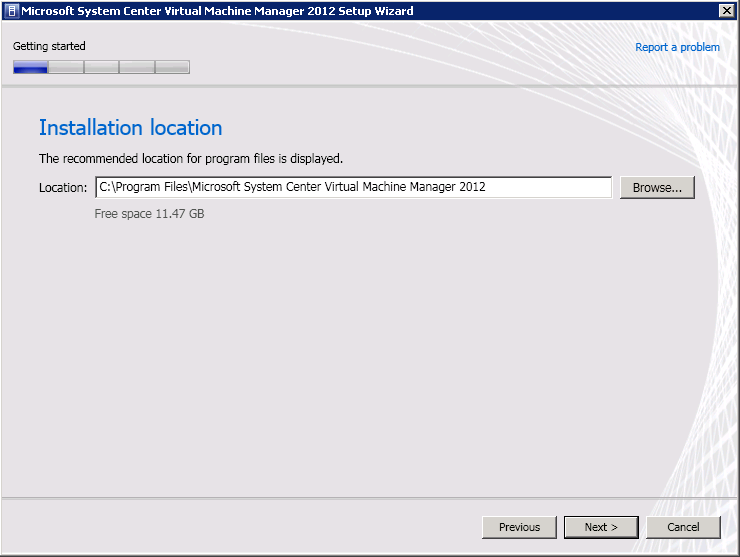 Microsoft System Center Virtual Machine Manager 2012 Setup Wizard
Getting started
Report a problem
Installation location
The recommended location for program files is displayed.
Location: C:\Program Files\Microsoft System Center Virtual Machine Manager 2012 Browse...
Free space 11.47 GB
Previous Next > Cancel